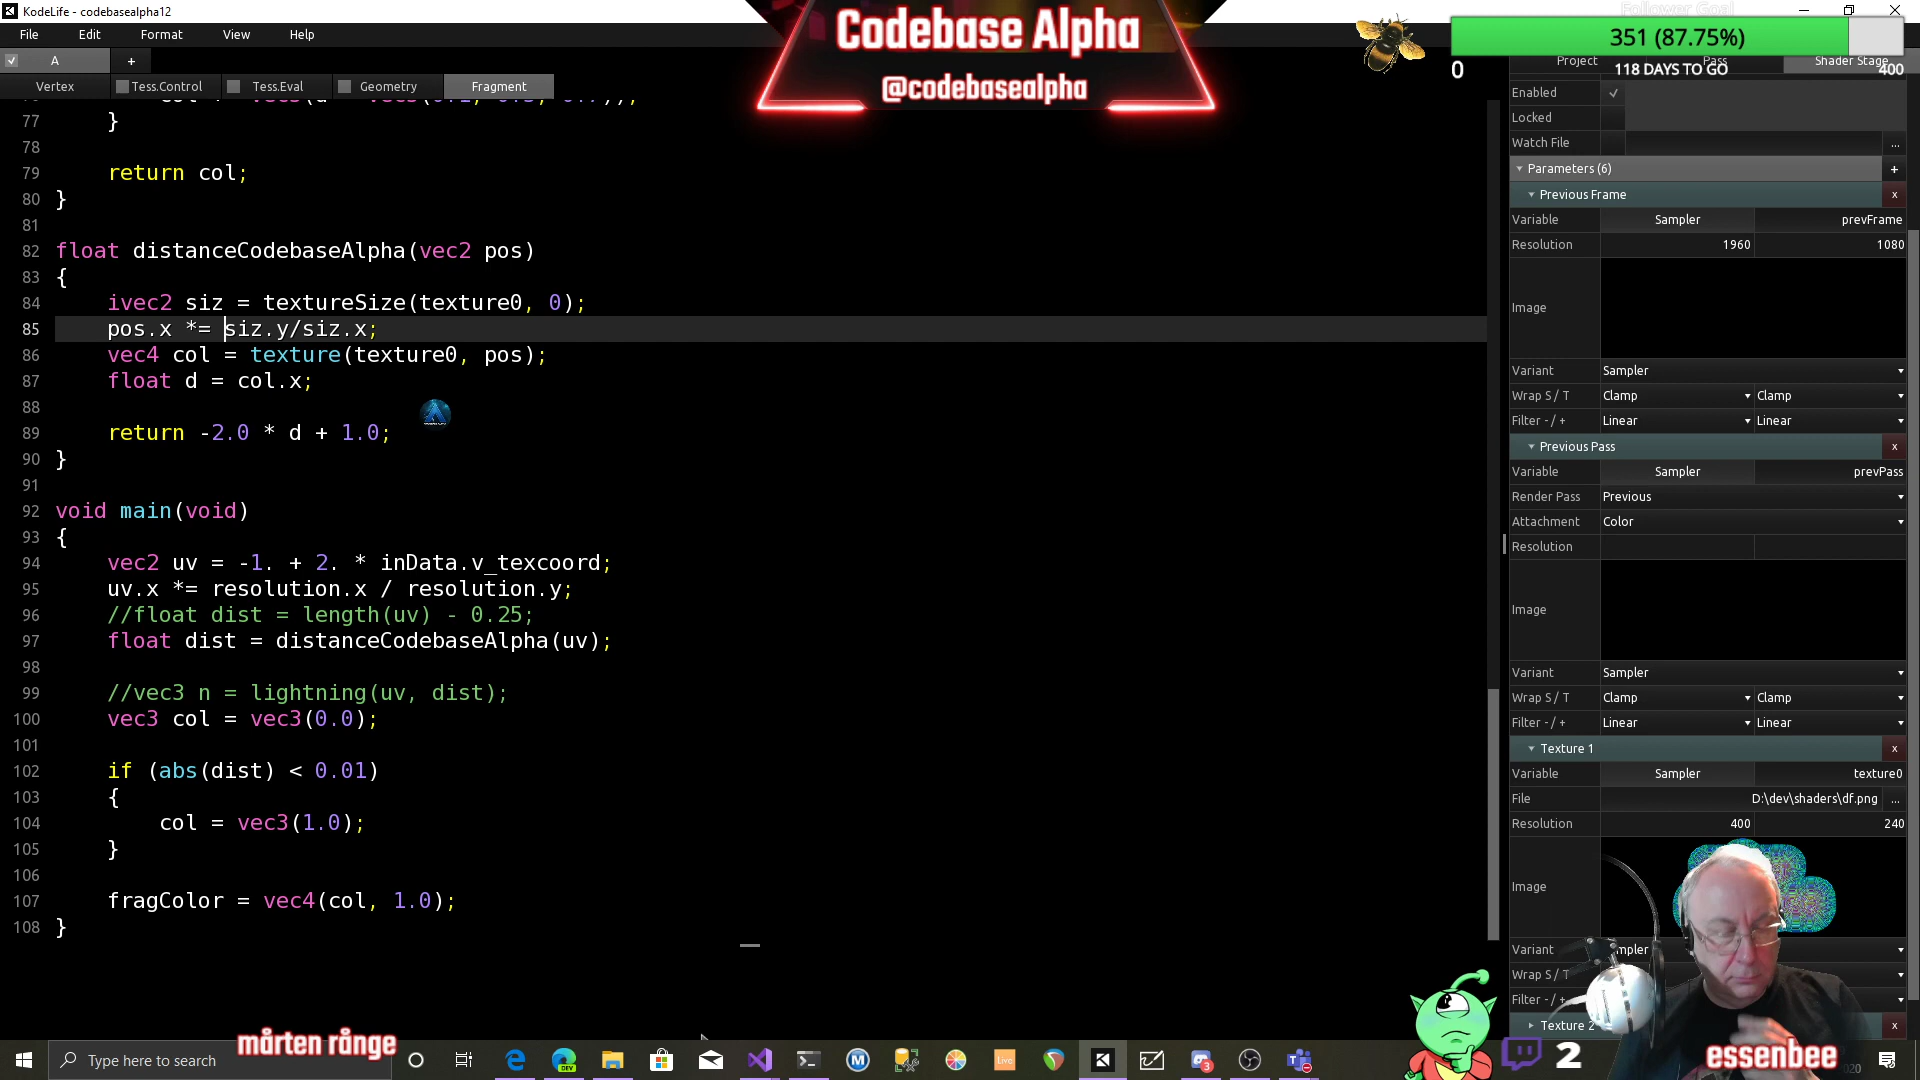 KodeLife - codebasealpha12
File Edit Format View Help
A
+
Vertex Tess.Control Tess.Eval Geometry Fragment
Codebase Alpha
@codebasealpha
Follower Goal
351 (87.75%)
0
118 DAYS TO GO
400
Project Pass Shader Stage
77 }
78
79 return col;
80 }
81
82 float distanceCodebaseAlpha(vec2 pos)
83 {
84 ivec2 siz = textureSize(texture0, 0);
85 pos.x *= siz.y/siz.x;
86 vec4 col = texture(texture0, pos);
87 float d = col.x;
88
89 return -2.0 * d + 1.0;
90 }
91
92 void main(void)
93 {
94 vec2 uv = -1. + 2. * inData.v_texcoord;
95 uv.x *= resolution.x / resolution.y;
96 //float dist = length(uv) - 0.25;
97 float dist = distanceCodebaseAlpha(uv);
98
99 //vec3 n = lightning(uv, dist);
100 vec3 col = vec3(0.0);
101
102 if (abs(dist) < 0.01)
103 {
104 col = vec3(1.0);
105 }
106
107 fragColor = vec4(col, 1.0);
108 }
Enabled
Locked
Watch File ...
Parameters (6) +
Previous Frame x
Variable Sampler prevFrame
Resolution 1960 1080
Image
Variant Sampler
Wrap S / T Clamp Clamp
Filter - / + Linear Linear
Previous Pass x
Variable Sampler prevPass
Render Pass Previous
Attachment Color
Resolution
Image
Variant Sampler
Wrap S / T Clamp Clamp
Filter - / + Linear Linear
Texture 1 x
Variable Sampler texture0
File D:\dev\shaders\df.png ...
Resolution 400 240
Image
Variant
Wrap S / T
Filter - / +
Texture 2 x
Type here to search
mårten rånge
3
2
essenbee